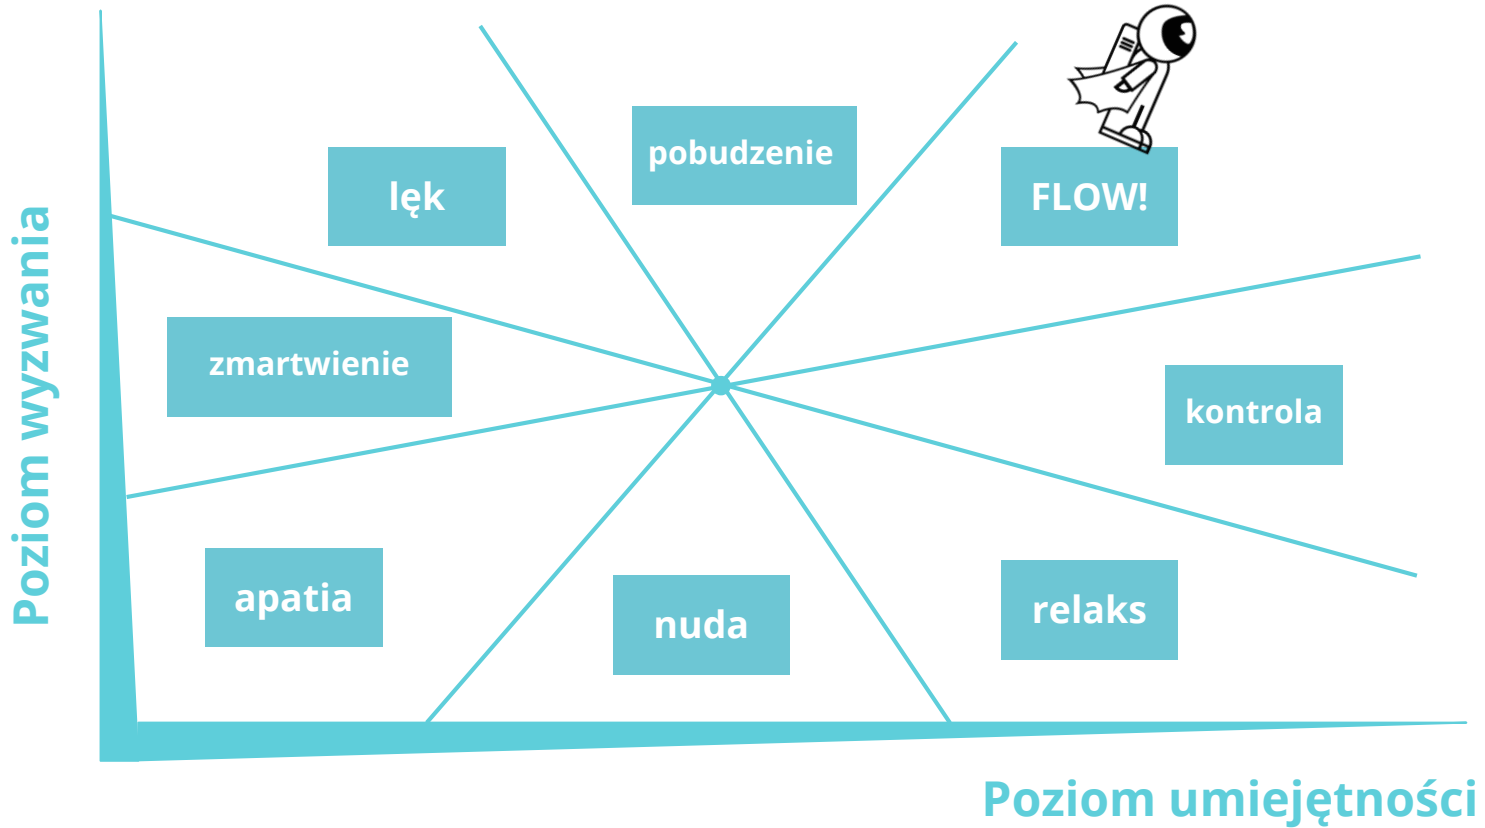 pobudzenie
lęk
FLOW!
Poziom wyzwania
zmartwienie
kontrola
apatia
nuda
relaks
Poziom umiejętności